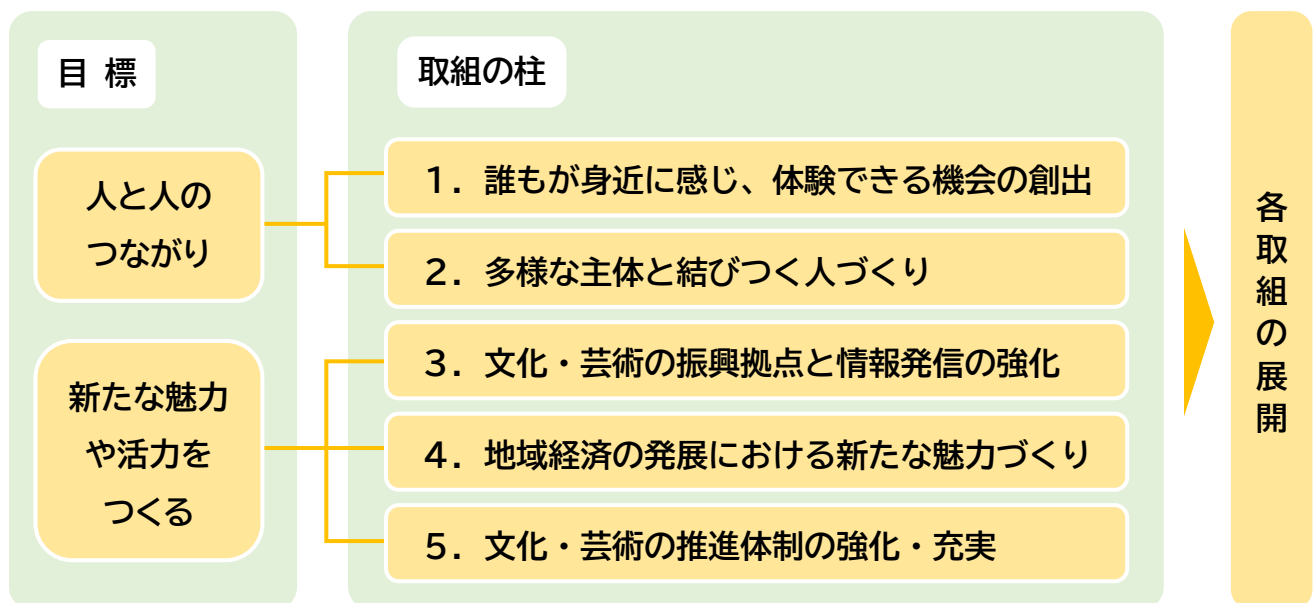 目 標
人と人の
つながり
新たな魅力
や活力を
つくる
取組の柱
1. 誰もが身近に感じ、体験できる機会の創出
2. 多様な主体と結びつく人づくり
3. 文化・芸術の振興拠点と情報発信の強化
4. 地域経済の発展における新たな魅力づくり
5. 文化・芸術の推進体制の強化・充実
各取組の展開